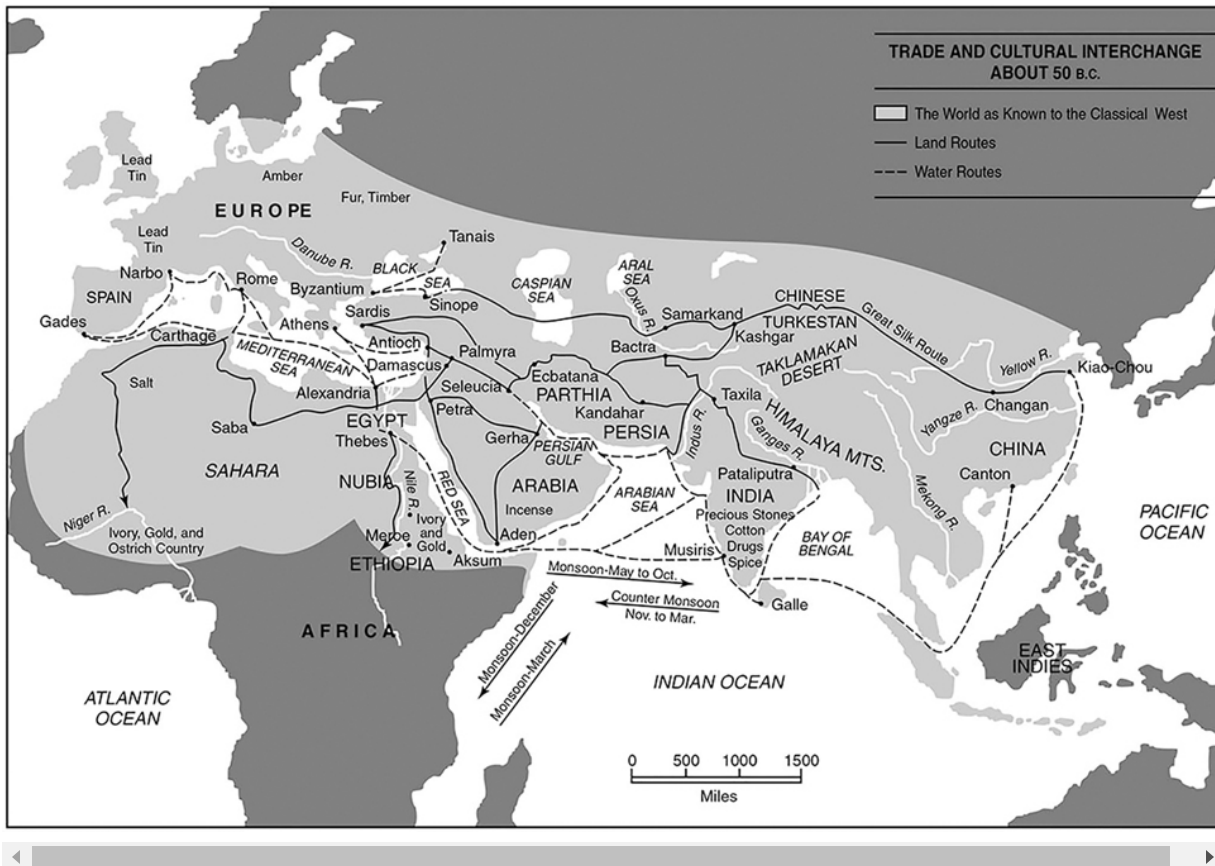 TRADE AND CULTURAL INTERCHANGE
ABOUT 50 B.C.
The World as Known to the Classical West
Land Routes
Water Routes
Lead
Tin
Amber
Fur, Timber
EUROPE
Lead
Tin
Danube R.
Tanais
BLACK
SEA
Narbo
Rome
Byzantium
Sinope
CASPIAN
SEA
ARAL
SEA
Oxus R.
SPAIN
Sardis
Samarkand
CHINESE
TURKESTAN
Great Silk Route
Gades
Carthage
Athens
Antioch
Palmyra
Bactra
Kashgar
TAKLAMAKAN
DESERT
Yellow R.
Kiao-Chou
MEDITERRANEAN
SEA
Damascus
Ecbatana
Seleucia
PARTHIA
Taxila
Changan
Salt
Alexandria
Kandahar
Yangze R.
Petra
Saba
EGYPT
Gerha
PERSIA
Indus R.
HIMALAYA MTS.
Ganges R.
CHINA
Thebes
PERSIAN
GULF
Pataliputra
Canton
SAHARA
NUBIA
Nile R.
RED SEA
ARABIA
ARABIAN
SEA
INDIA
Mekong R.
PACIFIC
OCEAN
Niger R.
Ivory, Gold, and
Ostrich Country
Meroe
Ivory
and
Gold
Incense
Aden
Precious Stones
Cotton
Drugs
Spice
BAY OF
BENGAL
ETHIOPIA
Aksum
Musiris
Monsoon-May to Oct.
Counter Monsoon
Nov. to Mar.
Galle
AFRICA
Monsoon-December
Monsoon-March
EAST
INDIES
ATLANTIC
OCEAN
INDIAN OCEAN
0 500 1000 1500
Miles